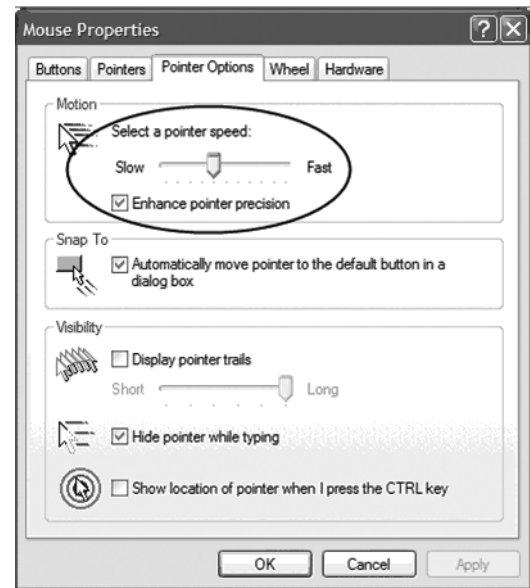 Mouse Properties
Buttons Pointers Pointer Options Wheel Hardware
Motion
Select a pointer speed:
Slow Fast
Enhance pointer precision
Snap To
Automatically move pointer to the default button in a
dialog box
Visibility
Display pointer trails
Short Long
Hide pointer while typing
Show location of pointer when I press the CTRL key
OK Cancel Apply